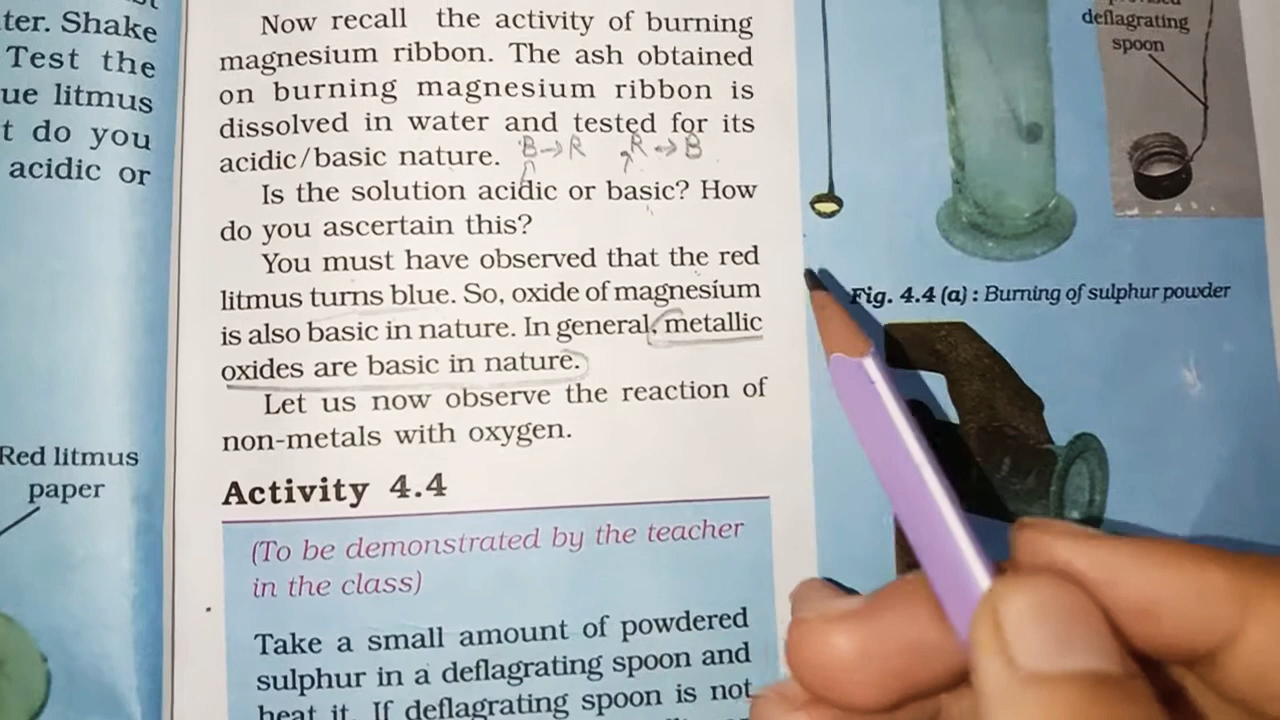 ter. Shake
Test the
ue litmus
t do you
acidic or
Red litmus
paper
Now recall the activity of burning
magnesium ribbon. The ash obtained
on burning magnesium ribbon is
dissolved in water and tested for its
acidic/basic nature. B→R R→B
Is the solution acidic or basic? How
do you ascertain this?
You must have observed that the red
litmus turns blue. So, oxide of magnesium
is also basic in nature. In general, metallic
oxides are basic in nature.
Let us now observe the reaction of
non-metals with oxygen.
Activity 4.4
(To be demonstrated by the teacher
in the class)
Take a small amount of powdered
sulphur in a deflagrating spoon and
heat it. If deflagrating spoon is not
deflagrating
spoon
Fig. 4.4 (a) : Burning of sulphur powder